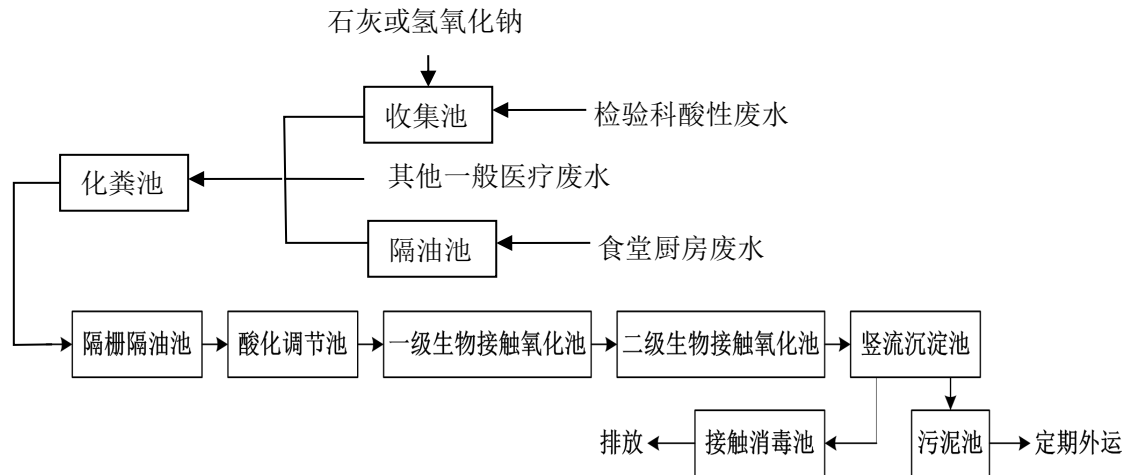 石灰或氢氧化钠
收集池
检验科酸性废水
化粪池
其他一般医疗废水
隔油池
食堂厨房废水
隔栅隔油池
酸化调节池
一级生物接触氧化池
二级生物接触氧化池
竖流沉淀池
排放
接触消毒池
污泥池
定期外运